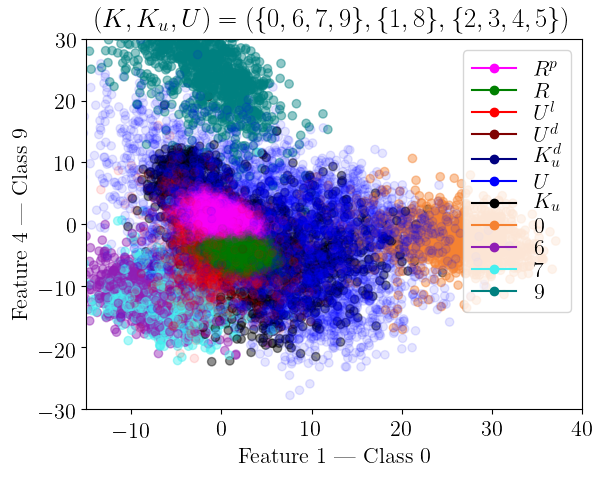 (K, K_u, U) = ({0, 6, 7, 9}, {1, 8}, {2, 3, 4, 5})
30
20
10
0
−10
−20
−30
Feature 4 — Class 9
R^p
R
U^l
U^d
K_u^d
U
K_u
0
6
7
9
−10
0
10
20
30
40
Feature 1 — Class 0